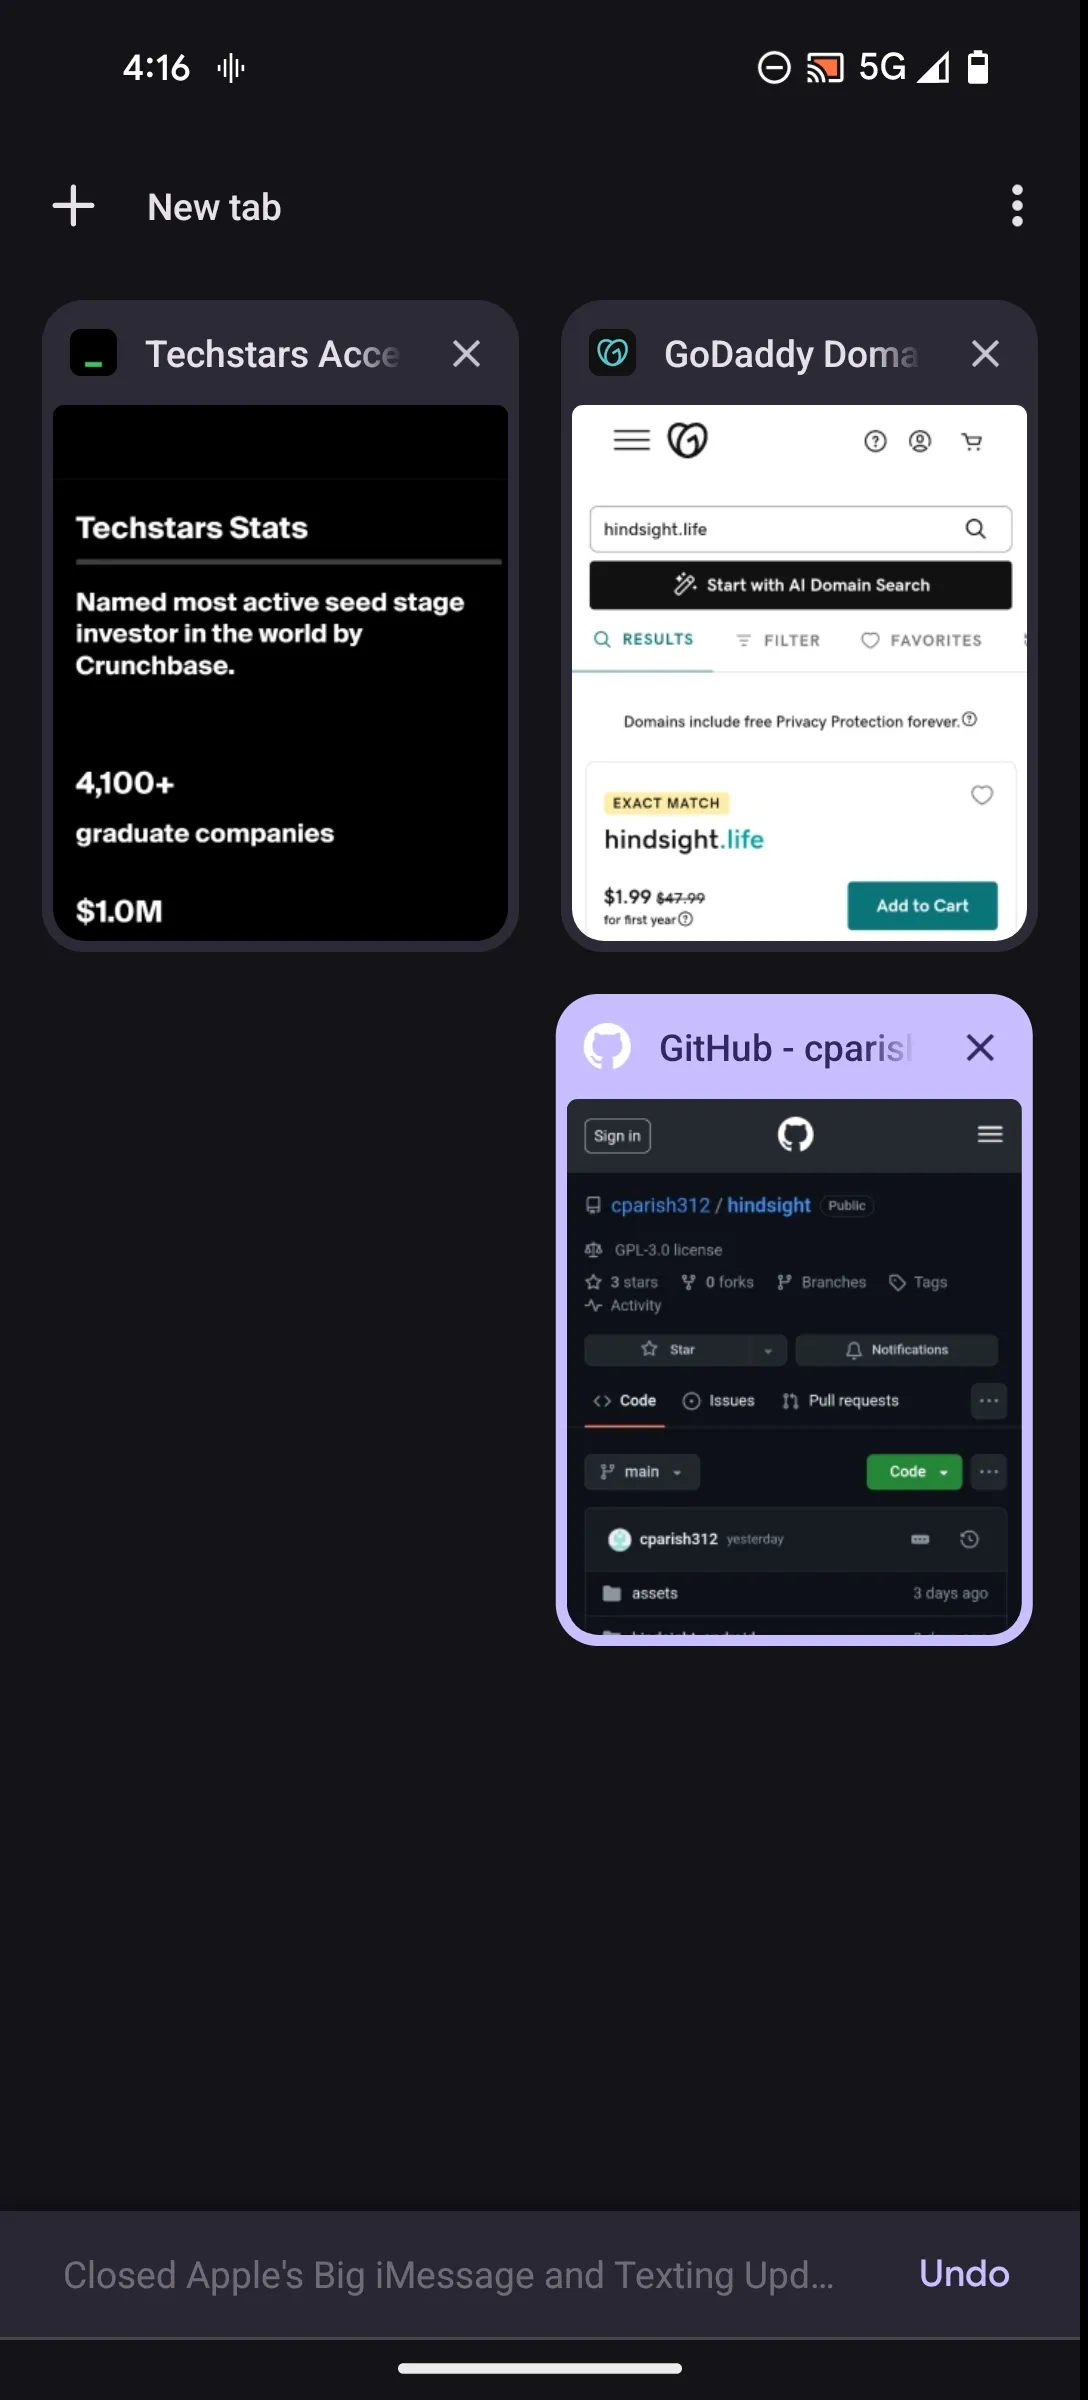 4:16
5G
New tab
Techstars Acce
Techstars Stats
Named most active seed stage
investor in the world by
Crunchbase.
4,100+
graduate companies
$1.0M
GoDaddy Doma
hindsight.life
Start with AI Domain Search
RESULTS
FILTER
FAVORITES
Domains include free Privacy Protection forever.
EXACT MATCH
hindsight.life
$1.99 $47.99
for first year
Add to Cart
GitHub - cparish
Sign in
cparish312 / hindsight Public
GPL-3.0 license
3 stars 0 forks Branches Tags
Activity
Star
Notifications
Code Issues Pull requests
main
Code
cparish312 yesterday
assets 3 days ago
Closed Apple's Big iMessage and Texting Upd...
Undo